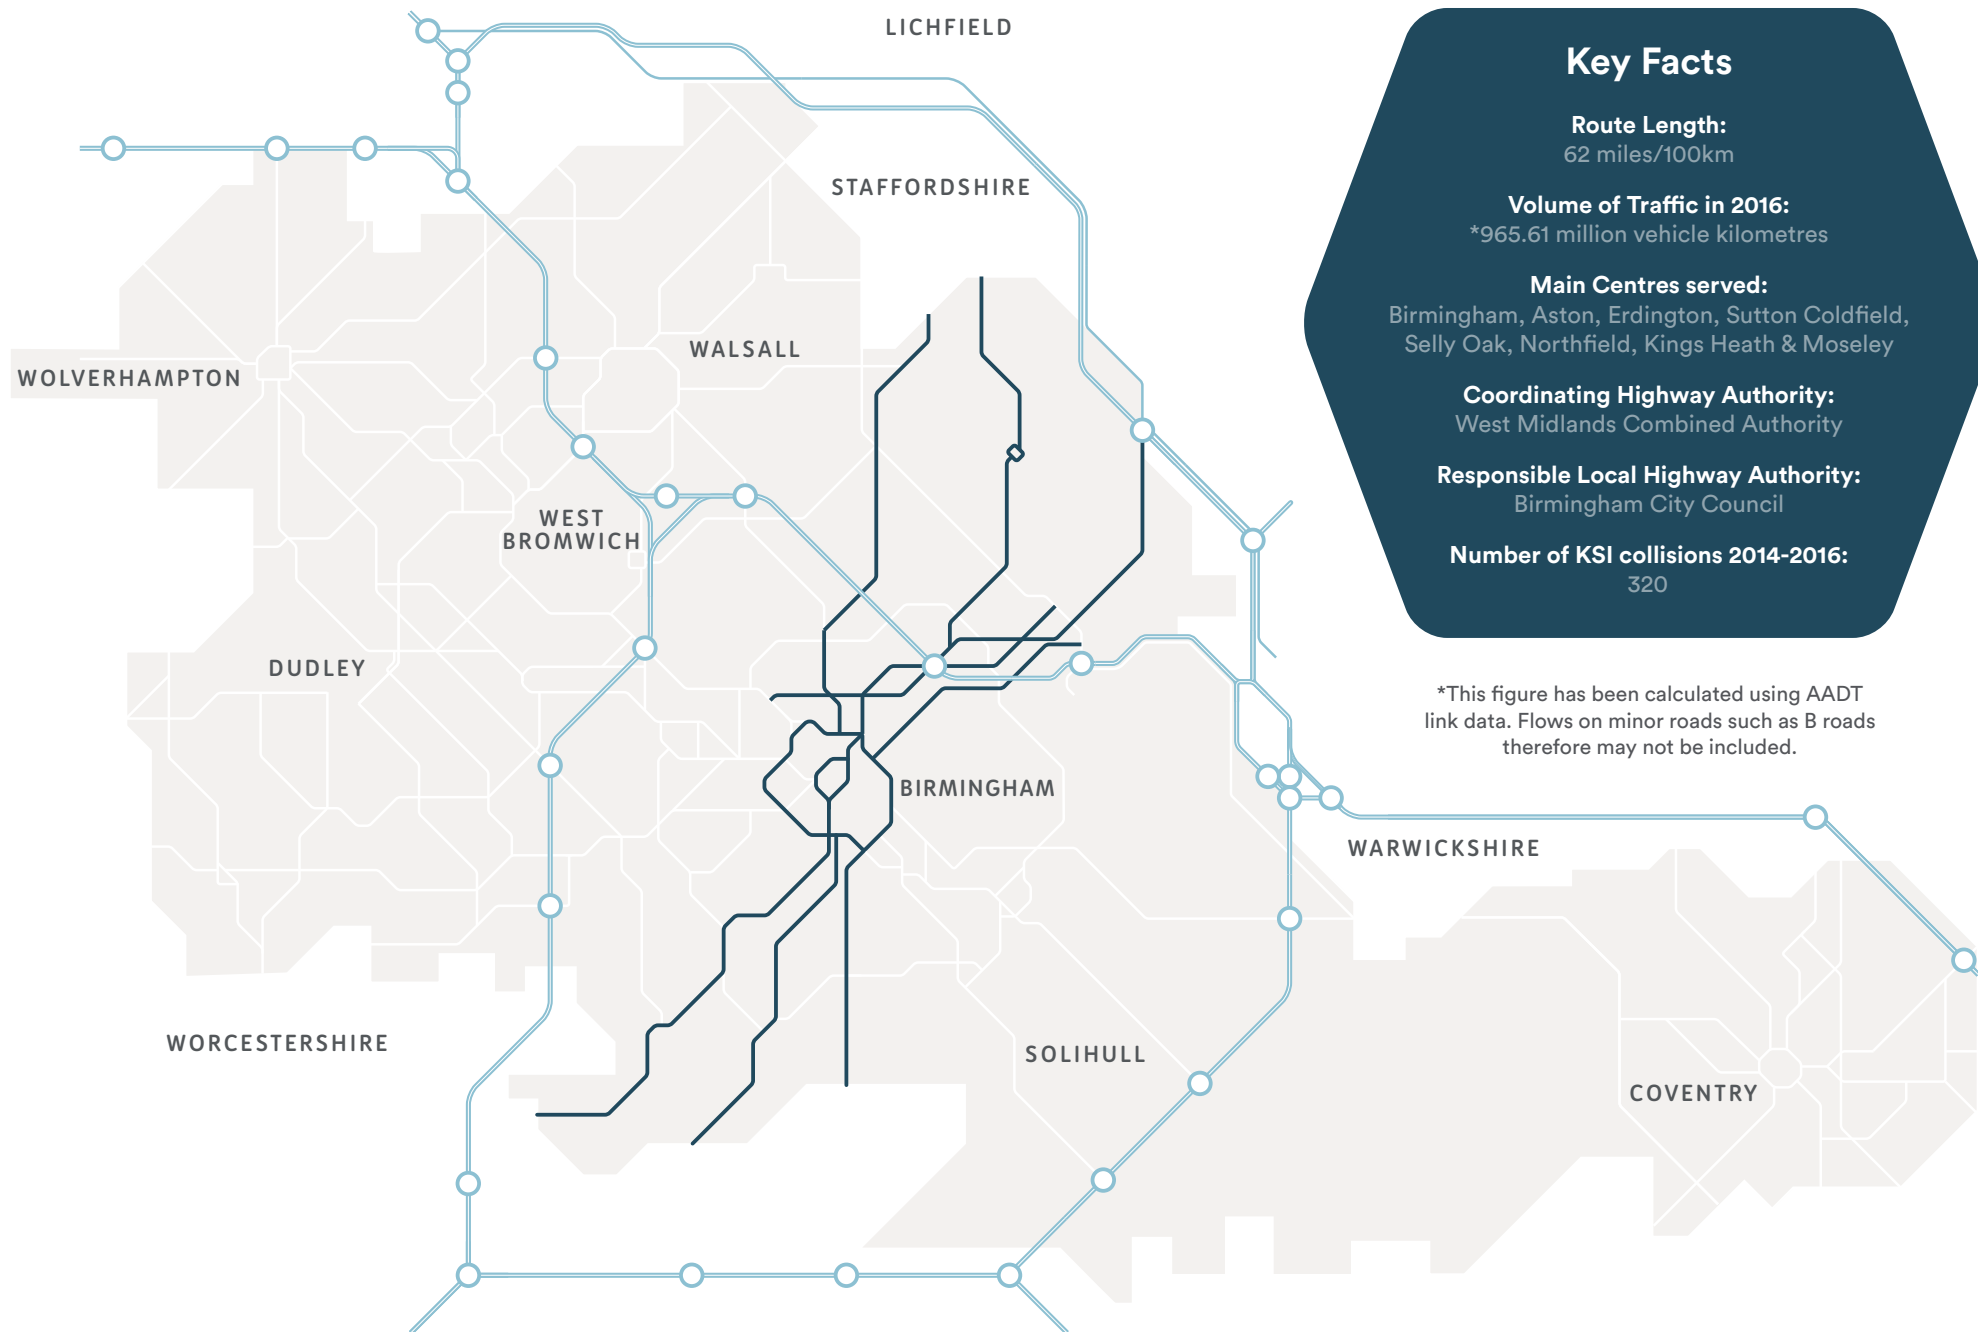 LICHFIELD
STAFFORDSHIRE
WALSALL
WOLVERHAMPTON
WEST
BROMWICH
DUDLEY
BIRMINGHAM
WARWICKSHIRE
WORCESTERSHIRE
SOLIHULL
COVENTRY
Key Facts
Route Length:
62 miles/100km
Volume of Traffic in 2016:
*965.61 million vehicle kilometres
Main Centres served:
Birmingham, Aston, Erdington, Sutton Coldfield,
Selly Oak, Northfield, Kings Heath & Moseley
Coordinating Highway Authority:
West Midlands Combined Authority
Responsible Local Highway Authority:
Birmingham City Council
Number of KSI collisions 2014-2016:
320
*This figure has been calculated using AADT
link data. Flows on minor roads such as B roads
therefore may not be included.